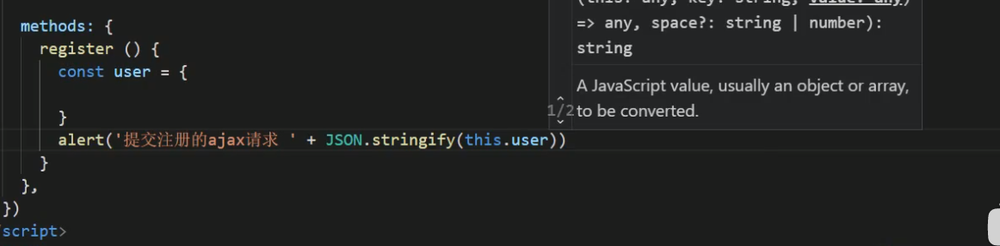 (this: any, key: string, value: any)
=> any, space?: string | number):
string
A JavaScript value, usually an object or array,
1/2 to be converted.
methods: {
register () {
const user = {
}
alert('提交注册的ajax请求 ' + JSON.stringify(this.user))
}
},
})
script>